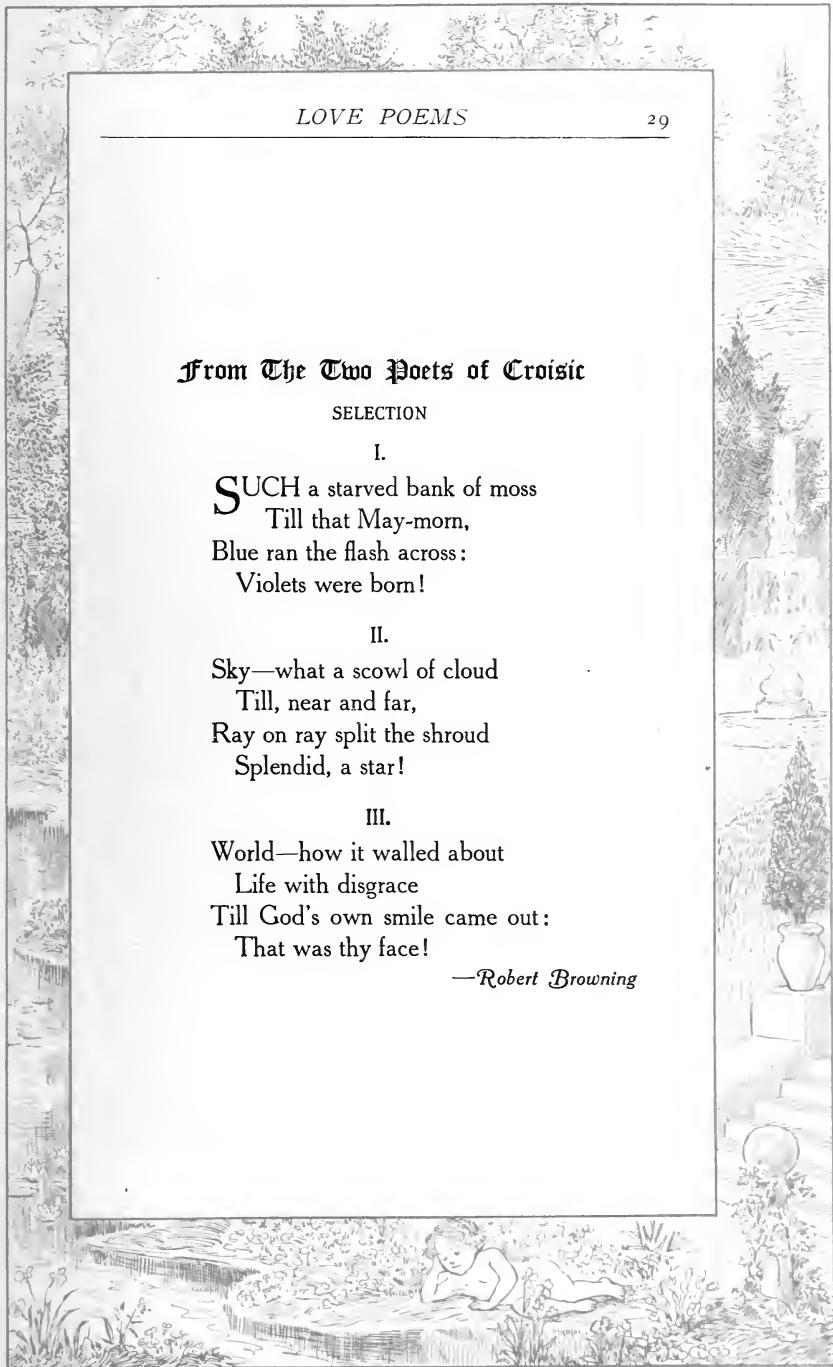 LOVE POEMS 29
From The Two Poets of Croisic
SELECTION
I.
SUCH a starved bank of moss
Till that May-morn,
Blue ran the flash across:
Violets were born!
II.
Sky—what a scowl of cloud
Till, near and far,
Ray on ray split the shroud
Splendid, a star!
III.
World—how it walled about
Life with disgrace
Till God's own smile came out:
That was thy face!
—Robert Browning